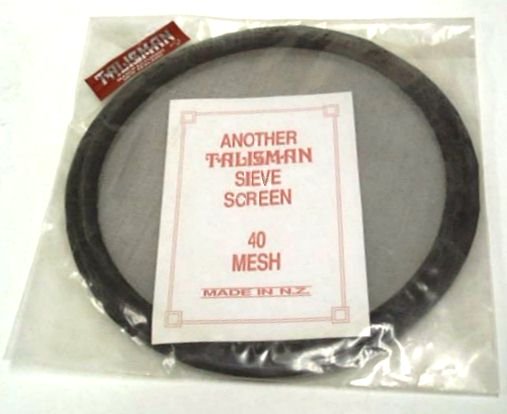 TALISMAN
ANOTHER
TALISMAN
SIEVE
SCREEN
40
MESH
MADE IN N.Z.